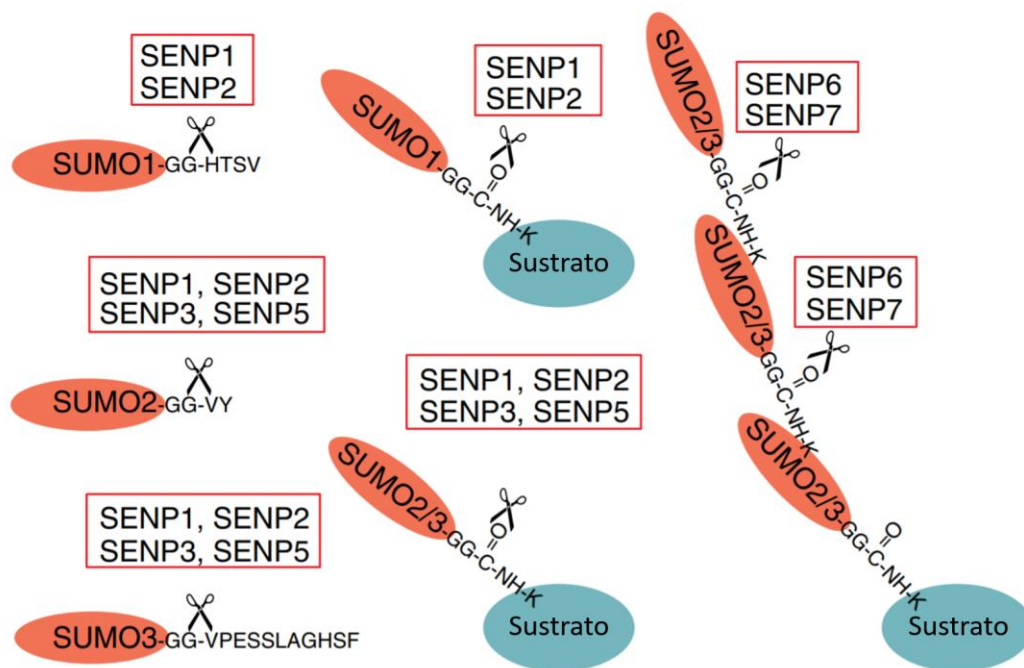 SENP1
SENP2
SUMO1-GG-HTSV
SENP1, SENP2
SENP3, SENP5
SUMO2-GG-VY
SENP1, SENP2
SENP3, SENP5
SUMO3-GG-VPESSLAGHSF
SENP1
SENP2
SUMO1-GG-C-NH-K
O
Sustrato
SENP1, SENP2
SENP3, SENP5
SUMO2/3-GG-C-NH-K
O
Sustrato
SENP6
SENP7
SUMO2/3-GG-C-NH-K
O
SENP6
SENP7
SUMO2/3-GG-C-NH-K
O
SUMO2/3-GG-C-NH-K
O
Sustrato